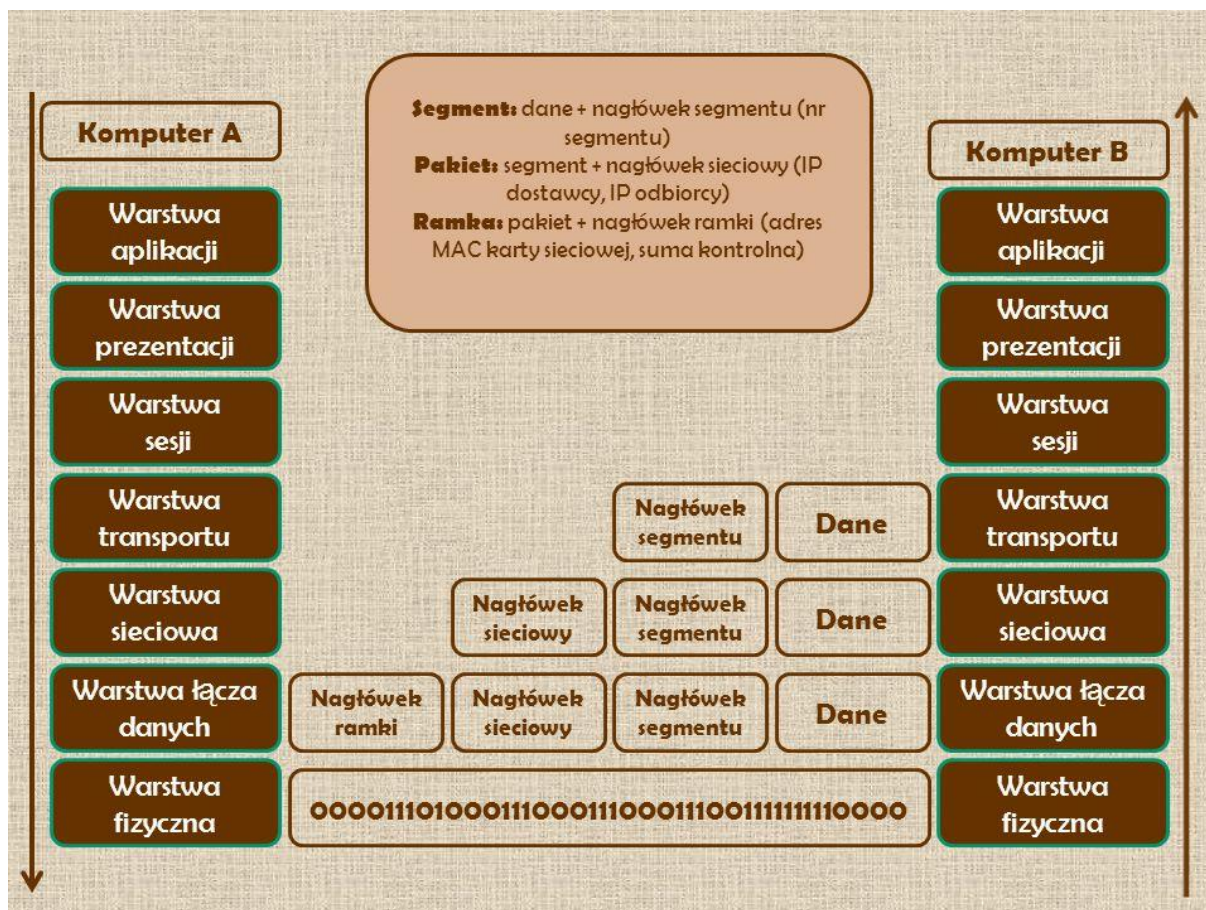 Komputer A
Warstwa
aplikacji
Warstwa
prezentacji
Warstwa
sesji
Warstwa
transportu
Warstwa
sieciowa
Warstwa łącza
danych
Warstwa
fizyczna
Segment: dane + nagłówek segmentu (nr
segmentu)
Pakiet: segment + nagłówek sieciowy (IP
dostawcy, IP odbiorcy)
Ramka: pakiet + nagłówek ramki (adres
MAC karty sieciowej, suma kontrolna)
Nagłówek
segmentu
Dane
Nagłówek
sieciowy
Nagłówek
segmentu
Dane
Nagłówek
ramki
Nagłówek
sieciowy
Nagłówek
segmentu
Dane
0000111010001110001110001110011111111110000
Komputer B
Warstwa
aplikacji
Warstwa
prezentacji
Warstwa
sesji
Warstwa
transportu
Warstwa
sieciowa
Warstwa łącza
danych
Warstwa
fizyczna